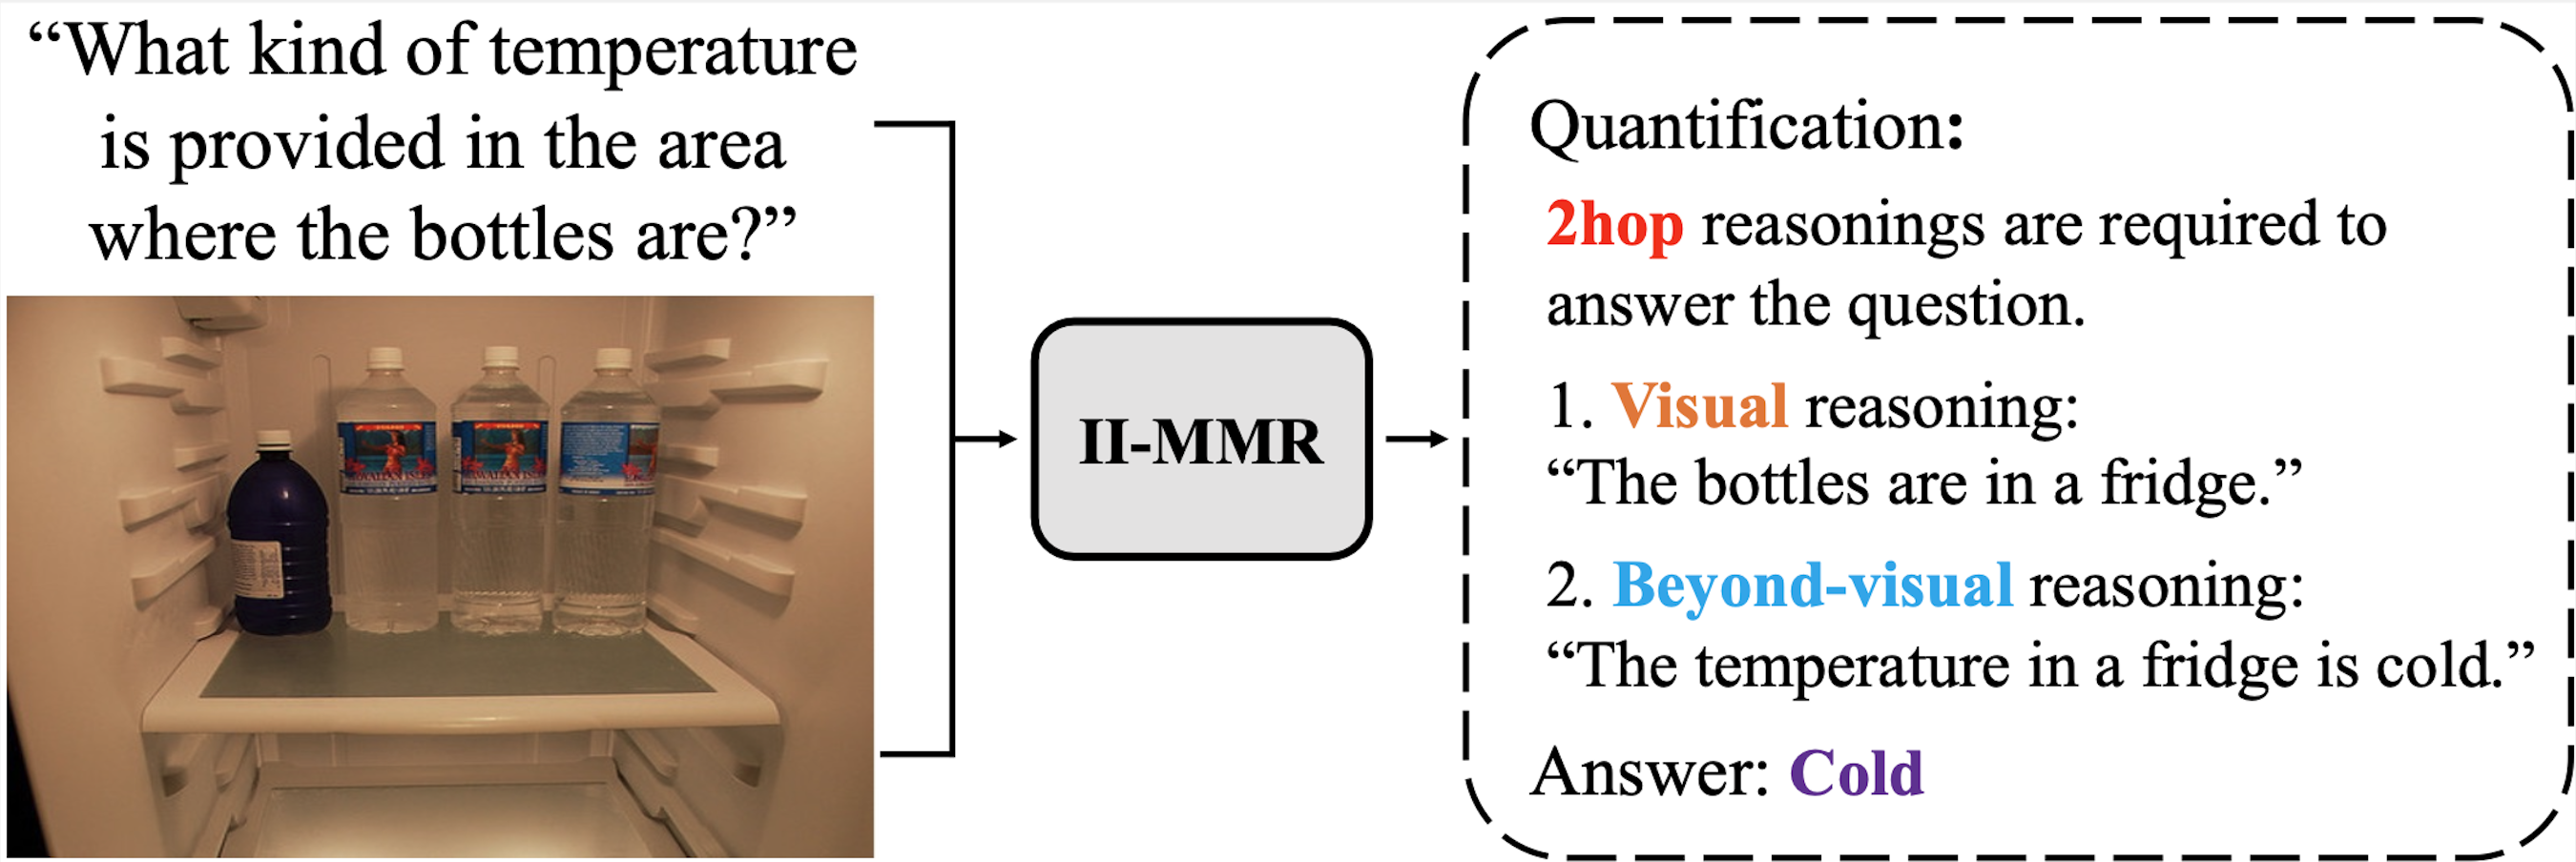 “What kind of temperature
is provided in the area
where the bottles are?”
II-MMR
Quantification:
2hop reasonings are required to
answer the question.
1. Visual reasoning:
“The bottles are in a fridge.”
2. Beyond-visual reasoning:
“The temperature in a fridge is cold.”
Answer: Cold